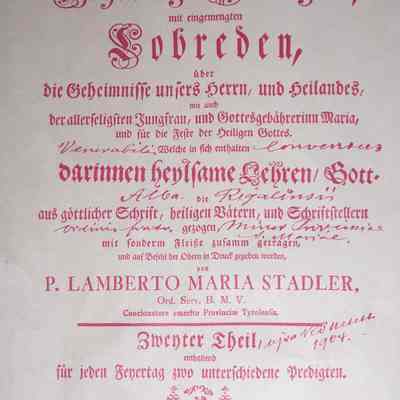 mit eingemengten
Lobreden,
über
die Geheimnisse unsers Herrn, und Heilandes,
wie auch
der allerseligsten Jungfrau, und Gottesgebährerinn Maria,
und für die Feste der Heiligen Gottes.
Venerabili, Welche in sich enthalten Conventus
darinnen heylsame Lehren/ Gott-
Alba die Regalensis
aus göttlicher Schrift, heiligen Vätern, und Schriftstellern
Ordinis gezogen, Minor
mit sonderm Fleiße zusamm getragen,
und auf Befehl der Obern in Druck gegeben worden,
von
P. LAMBERTO MARIA STADLER,
Ord. Serv. B. M. V.
Concionatore emerito Provinciæ Tyrolensis.
Zweyter Theil,
1904.
enthaltend
für jeden Feyertag zwo unterschiedene Predigten.